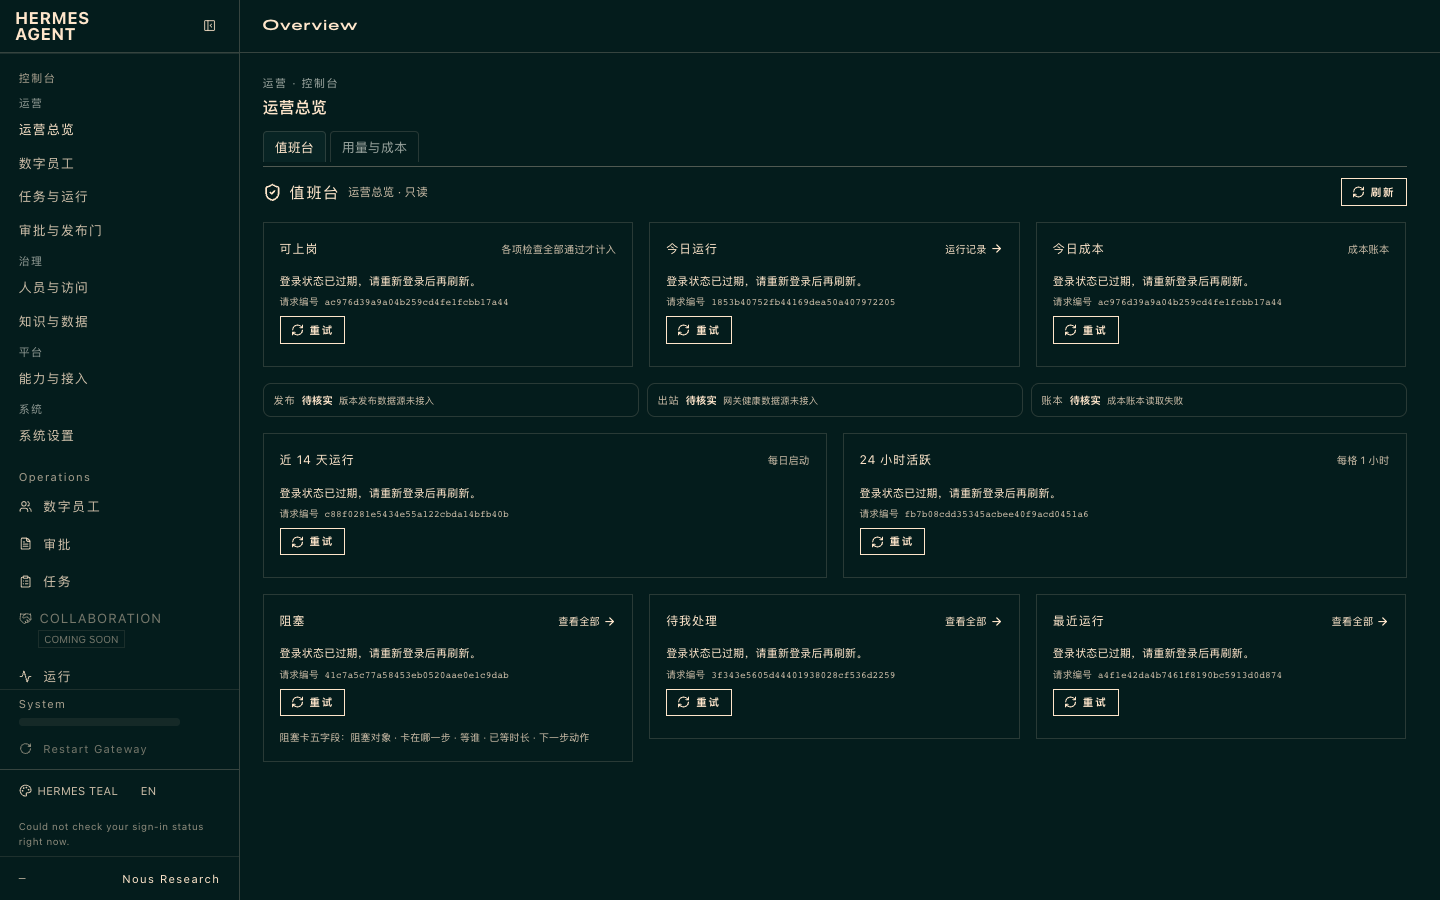 HERMES
AGENT
控制台
运营
运营总览
数字员工
任务与运行
审批与发布门
治理
人员与访问
知识与数据
平台
能力与接入
系统
系统设置
Operations
数字员工
审批
任务
COLLABORATION
COMING SOON
运行
System
Restart Gateway
HERMES TEAL EN
Could not check your sign-in status
right now.
— Nous Research
Overview
运营 · 控制台
运营总览
值班台 用量与成本
值班台 运营总览 · 只读 刷新
可上岗 各项检查全部通过才计入
登录状态已过期，请重新登录后再刷新。
请求编号 ac976d39a9a04b259cd4fe1fcbb17a44
重试
今日运行 运行记录 →
登录状态已过期，请重新登录后再刷新。
请求编号 1853b40752fb44169dea50a407972205
重试
今日成本 成本账本
登录状态已过期，请重新登录后再刷新。
请求编号 ac976d39a9a04b259cd4fe1fcbb17a44
重试
发布 待核实 版本发布数据源未接入
出站 待核实 网关健康数据源未接入
账本 待核实 成本账本读取失败
近 14 天运行 每日启动
登录状态已过期，请重新登录后再刷新。
请求编号 c88f0281e5434e55a122cbda14bfb40b
重试
24 小时活跃 每格 1 小时
登录状态已过期，请重新登录后再刷新。
请求编号 fb7b08cdd35345acbee40f9acd0451a6
重试
阻塞 查看全部 →
登录状态已过期，请重新登录后再刷新。
请求编号 41c7a5c77a58453eb0520aae0e1c9dab
重试
阻塞卡五字段：阻塞对象 · 卡在哪一步 · 等谁 · 已等时长 · 下一步动作
待我处理 查看全部 →
登录状态已过期，请重新登录后再刷新。
请求编号 3f343e5605d44401938028cf536d2259
重试
最近运行 查看全部 →
登录状态已过期，请重新登录后再刷新。
请求编号 a4f1e42da4b7461f8190bc5913d0d874
重试